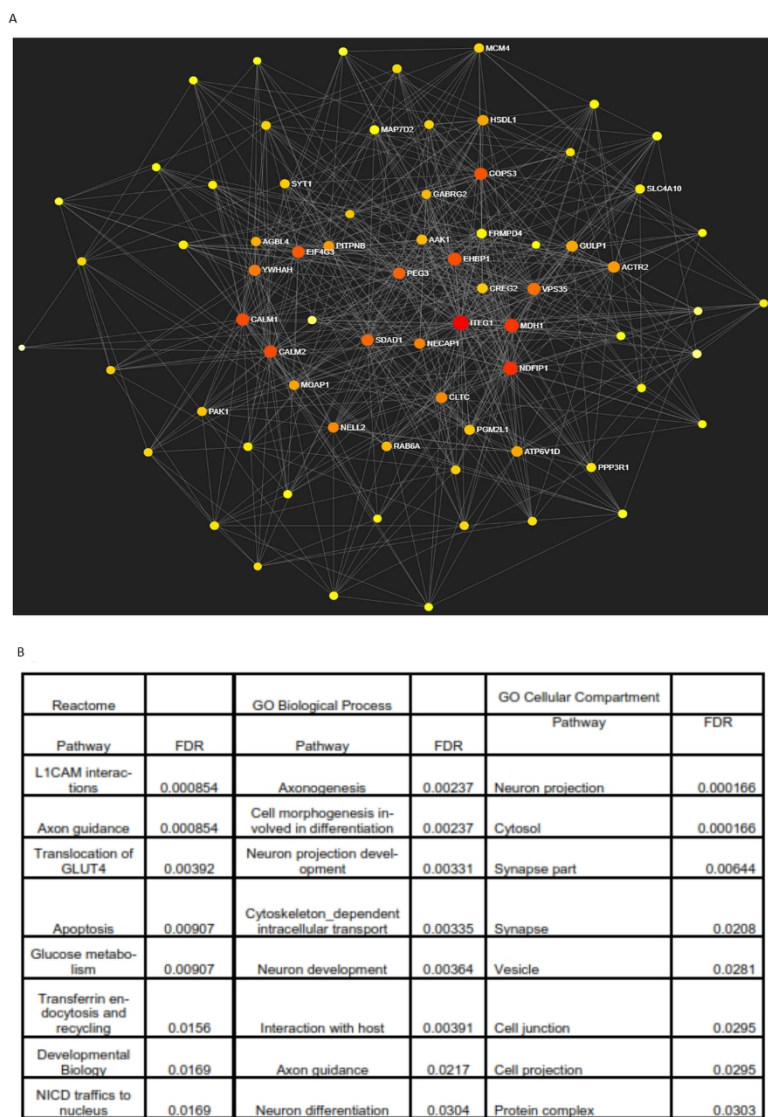 A
MCM4
HSDL1
MAP7D2
COPS3
SYT1
GABRG2
SLC4A10
FRMPD4
AGBL4
EIF4G3
PITPNB
AAK1
GULP1
EHBP1
YWHAH
PEG3
ACTR2
CREG2
VPS35
CALM1
ITFG1
MDH1
SDAD1
NECAP1
CALM2
NDFIP1
MOAP1
CLTC
PAK1
NELL2
PGM2L1
RAB6A
ATP6V1D
PPP3R1
B
Reactome
GO Biological Process
GO Cellular Compartment
Pathway
FDR
Pathway
FDR
Pathway
FDR
L1CAM interac-
tions
0.000854
Axonogenesis
0.00237
Neuron projection
0.000166
Axon guidance
0.000854
Cell morphogenesis in-
volved in differentiation
0.00237
Cytosol
0.000166
Translocation of
GLUT4
0.00392
Neuron projection devel-
opment
0.00331
Synapse part
0.00644
Apoptosis
0.00907
Cytoskeleton_dependent
intracellular transport
0.00335
Synapse
0.0208
Glucose metabo-
lism
0.00907
Neuron development
0.00364
Vesicle
0.0281
Transferrin en-
docytosis and
recycling
0.0156
Interaction with host
0.00391
Cell junction
0.0295
Developmental
Biology
0.0169
Axon guidance
0.0217
Cell projection
0.0295
NICD traffics to
nucleus
0.0169
Neuron differentiation
0.0304
Protein complex
0.0303